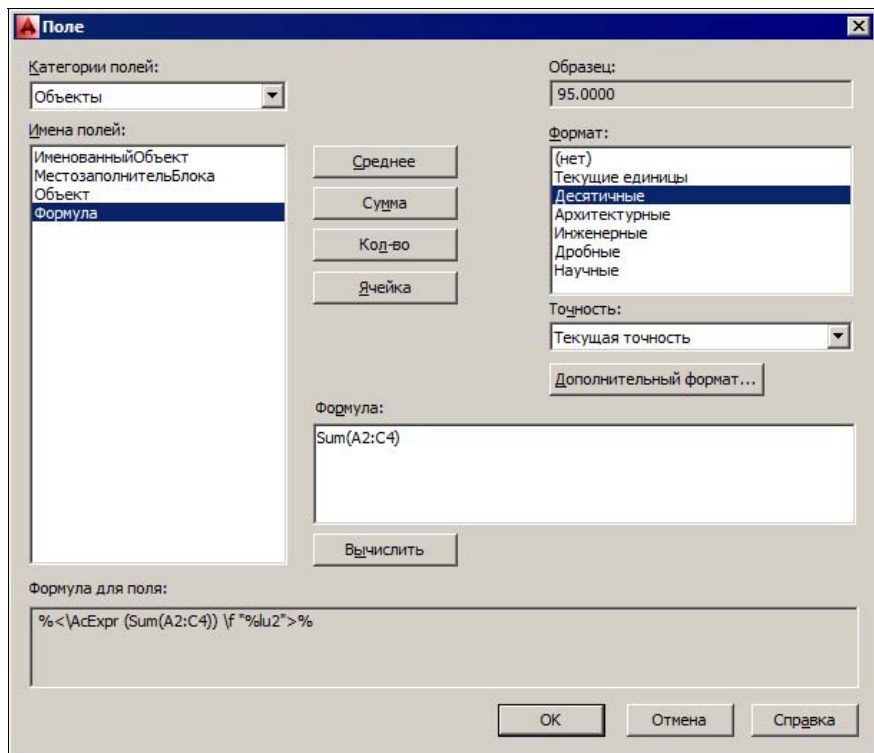 Поле
Категории полей:
Объекты
Имена полей:
ИменованныйОбъект
МестозаполнительБлока
Объект
Формула
Среднее
Сумма
Кол-во
Ячейка
Образец:
95.0000
Формат:
(нет)
Текущие единицы
Десятичные
Архитектурные
Инженерные
Дробные
Научные
Точность:
Текущая точность
Дополнительный формат...
Формула:
Sum(A2:C4)
Вычислить
Формула для поля:
%<\AcExpr (Sum(A2:C4)) \f "%lu2">%
OK
Отмена
Справка